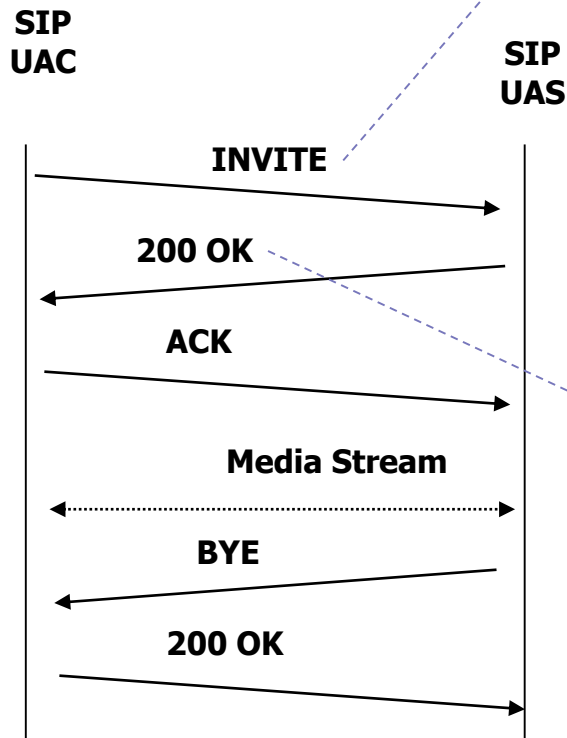 SIP
UAC
SIP
UAS
INVITE
200 OK
ACK
Media Stream
BYE
200 OK